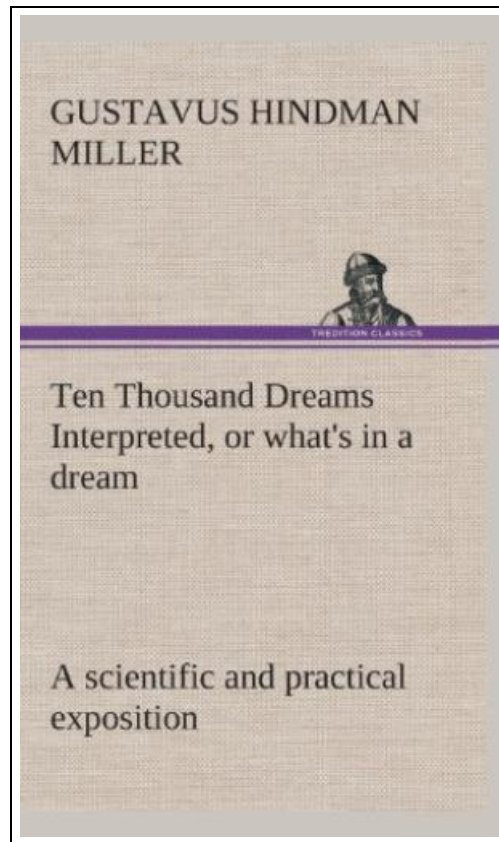 GUSTAVUS HINDMAN
MILLER
TREDITION CLASSICS
Ten Thousand Dreams
Interpreted, or what's in a
dream
A scientific and practical
exposition